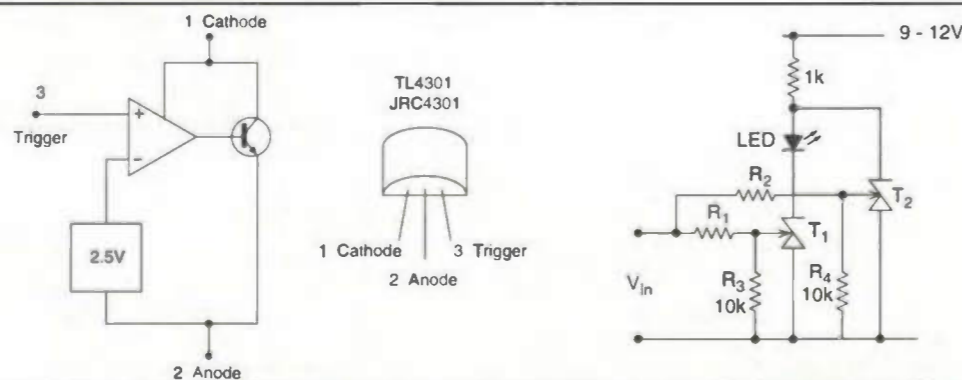 1 Cathode
3
Trigger
+
−
2.5V
2 Anode
TL4301
JRC4301
1 Cathode
3 Trigger
2 Anode
9 - 12V
1k
LED
R2
T2
R1
T1
Vin
R3
10k
R4
10k